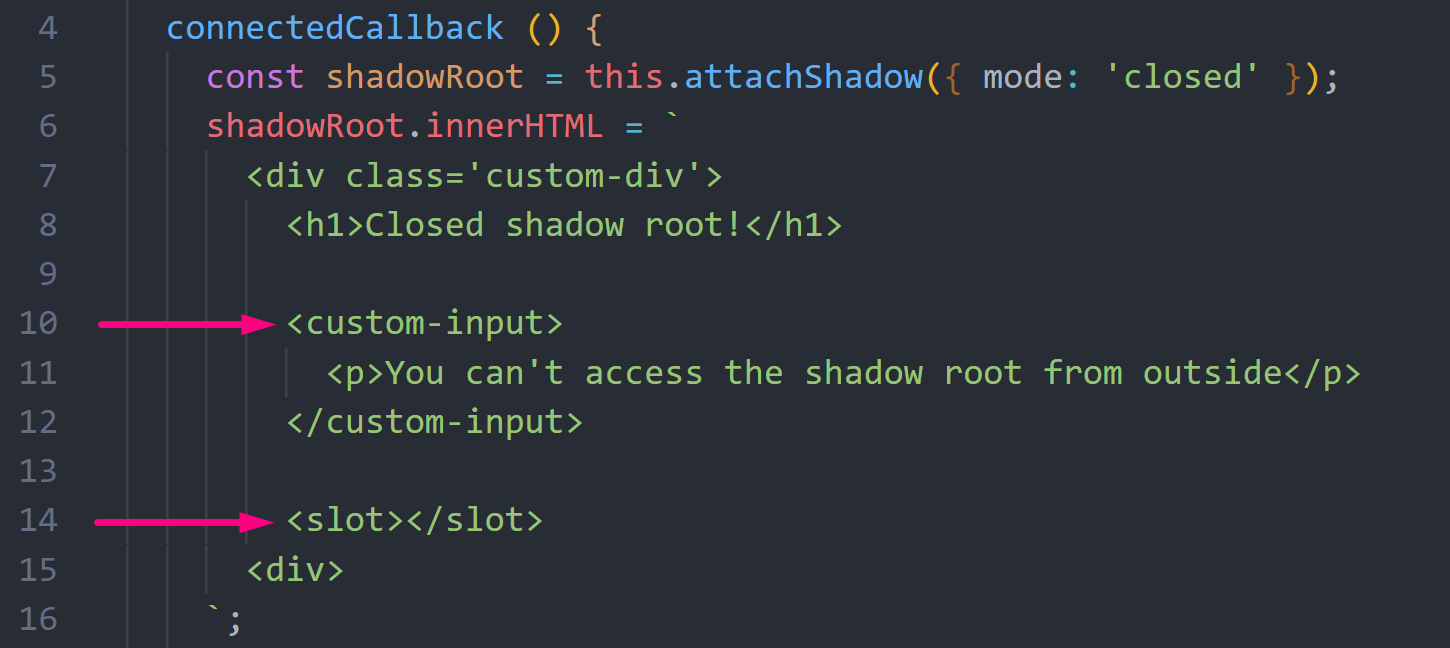 4 connectedCallback () {
5 const shadowRoot = this.attachShadow({ mode: 'closed' });
6 shadowRoot.innerHTML = `
7 <div class='custom-div'>
8 <h1>Closed shadow root!</h1>
9
10 <custom-input>
11 <p>You can't access the shadow root from outside</p>
12 </custom-input>
13
14 <slot></slot>
15 <div>
16 `;